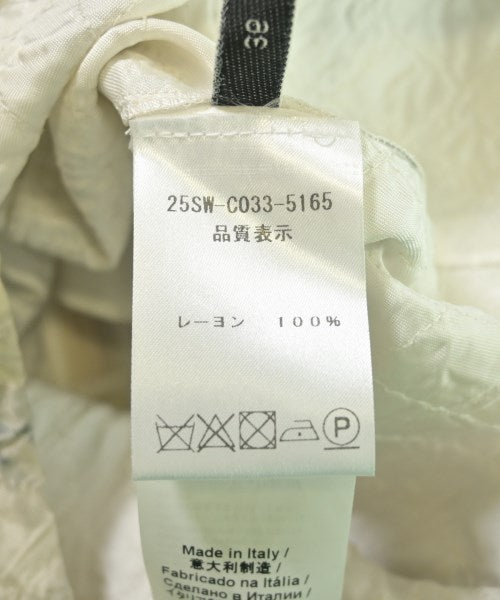 38
25SW-C033-5165
品質表示
レーヨン 100%
P
Made in Italy /
意大利制造 /
Fabricado na Itália /
Сделано в Италии /